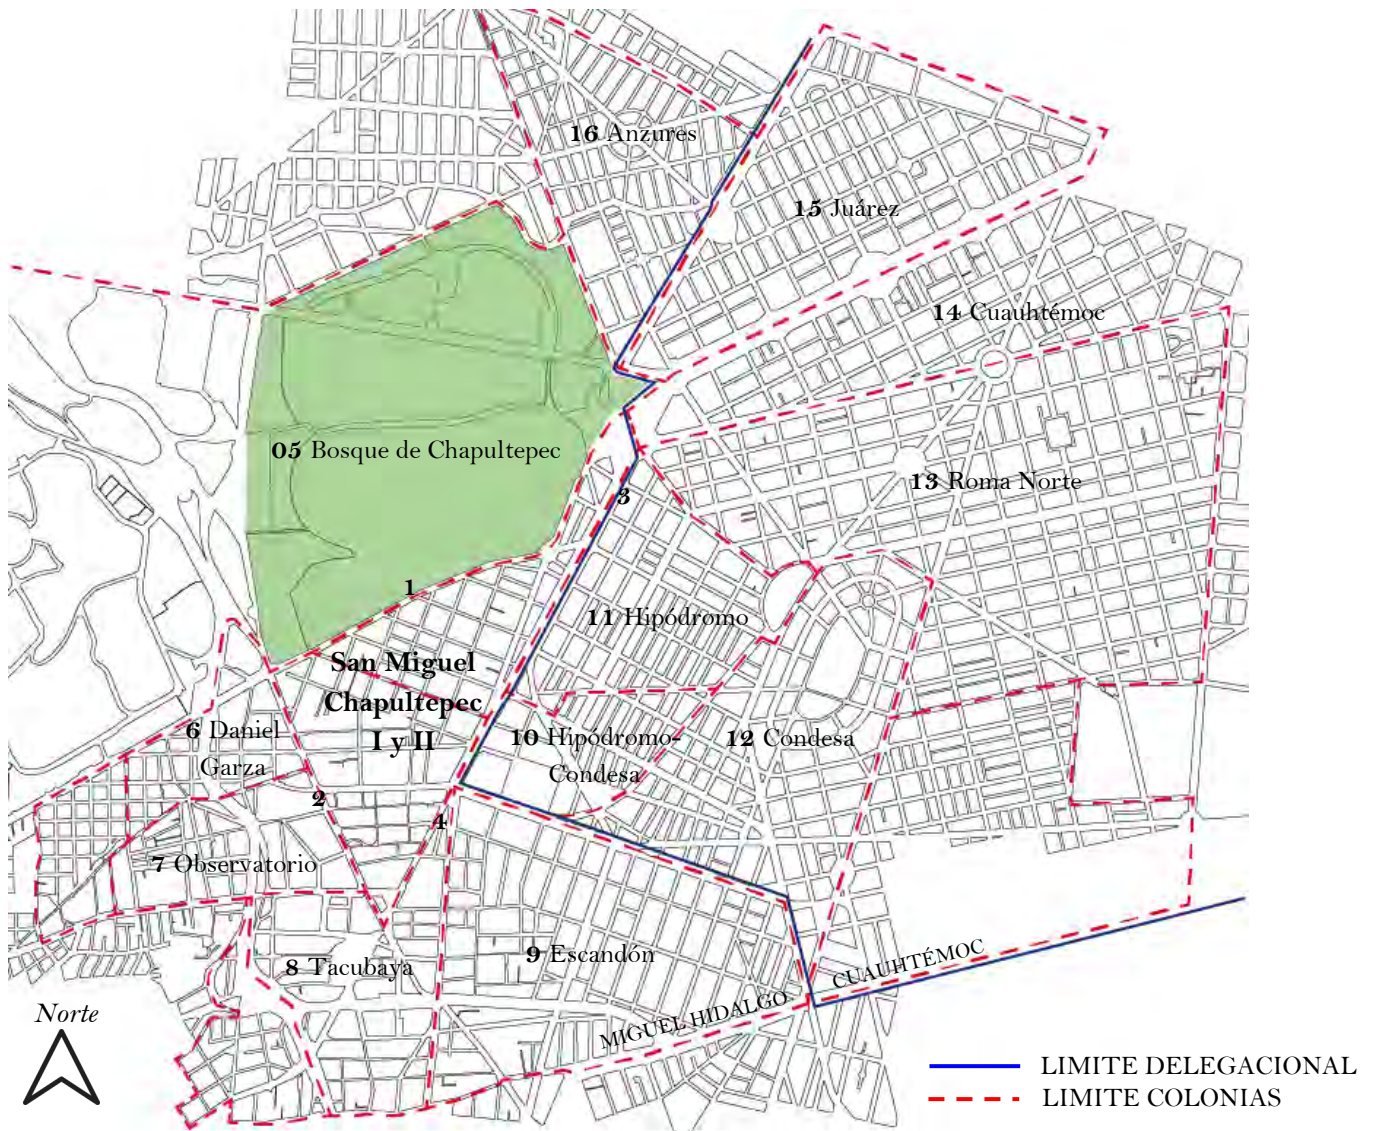 16 Anzures
15 Juárez
14 Cuauhtémoc
05 Bosque de Chapultepec
13 Roma Norte
3
1
11 Hipódromo
San Miguel
Chapultepec
I y II
6 Daniel
Garza
10 Hipódromo-
Condesa
12 Condesa
2
4
7 Observatorio
8 Tacubaya
9 Escandón
CUAUHTÉMOC
MIGUEL HIDALGO
Norte
LIMITE DELEGACIONAL
LIMITE COLONIAS